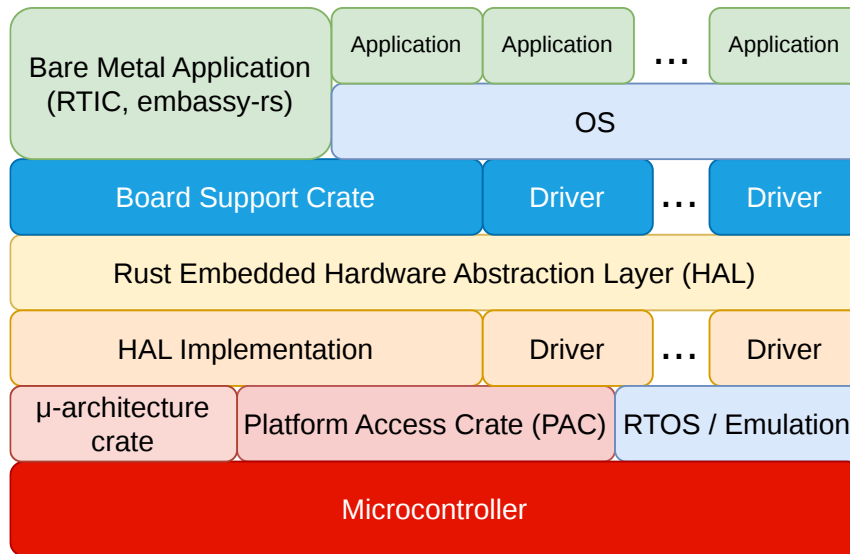 Bare Metal Application
(RTIC, embassy-rs)
Application
Application
...
Application
OS
Board Support Crate
Driver
...
Driver
Rust Embedded Hardware Abstraction Layer (HAL)
HAL Implementation
Driver
...
Driver
μ-architecture
crate
Platform Access Crate (PAC)
RTOS / Emulation
Microcontroller